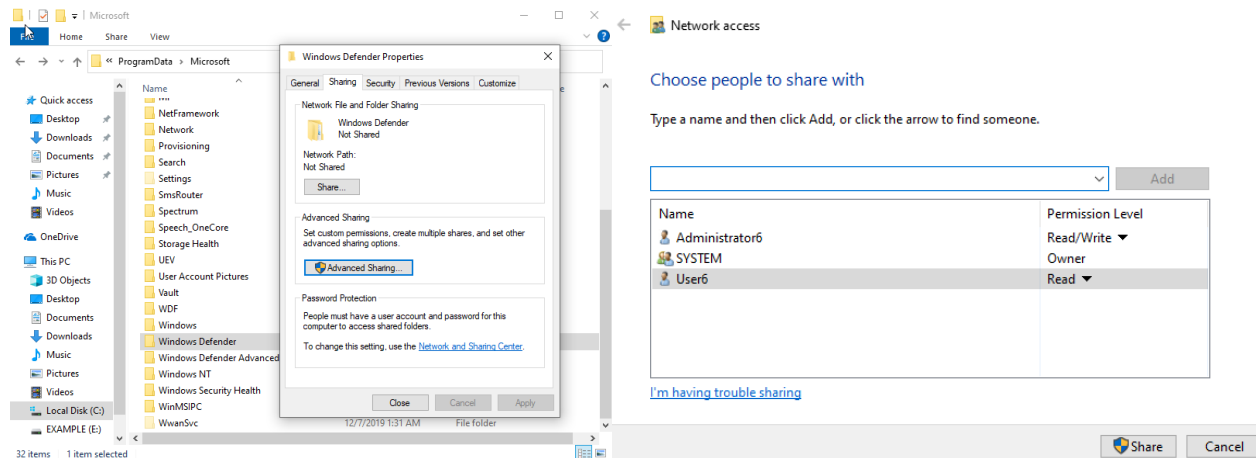 Microsoft
File Home Share View
« ProgramData › Microsoft
Quick access
Desktop
Downloads
Documents
Pictures
Music
Videos
OneDrive
This PC
3D Objects
Desktop
Documents
Downloads
Music
Pictures
Videos
Local Disk (C:)
EXAMPLE (E:)
Name
NetFramework
Network
Provisioning
Search
Settings
SmsRouter
Spectrum
Speech_OneCore
Storage Health
UEV
User Account Pictures
Vault
WDF
Windows
Windows Defender
Windows Defender Advanced
Windows NT
Windows Security Health
WinMSIPC
WwanSvc 12/7/2019 1:31 AM File folder
32 items 1 item selected
Windows Defender Properties
General Sharing Security Previous Versions Customize
Network File and Folder Sharing
Windows Defender
Not Shared
Network Path:
Not Shared
Share...
Advanced Sharing
Set custom permissions, create multiple shares, and set other
advanced sharing options.
Advanced Sharing...
Password Protection
People must have a user account and password for this
computer to access shared folders.
To change this setting, use the Network and Sharing Center.
Close Cancel Apply
Network access
Choose people to share with
Type a name and then click Add, or click the arrow to find someone.
Add
Name Permission Level
Administrator6 Read/Write
SYSTEM Owner
User6 Read
I'm having trouble sharing
Share Cancel